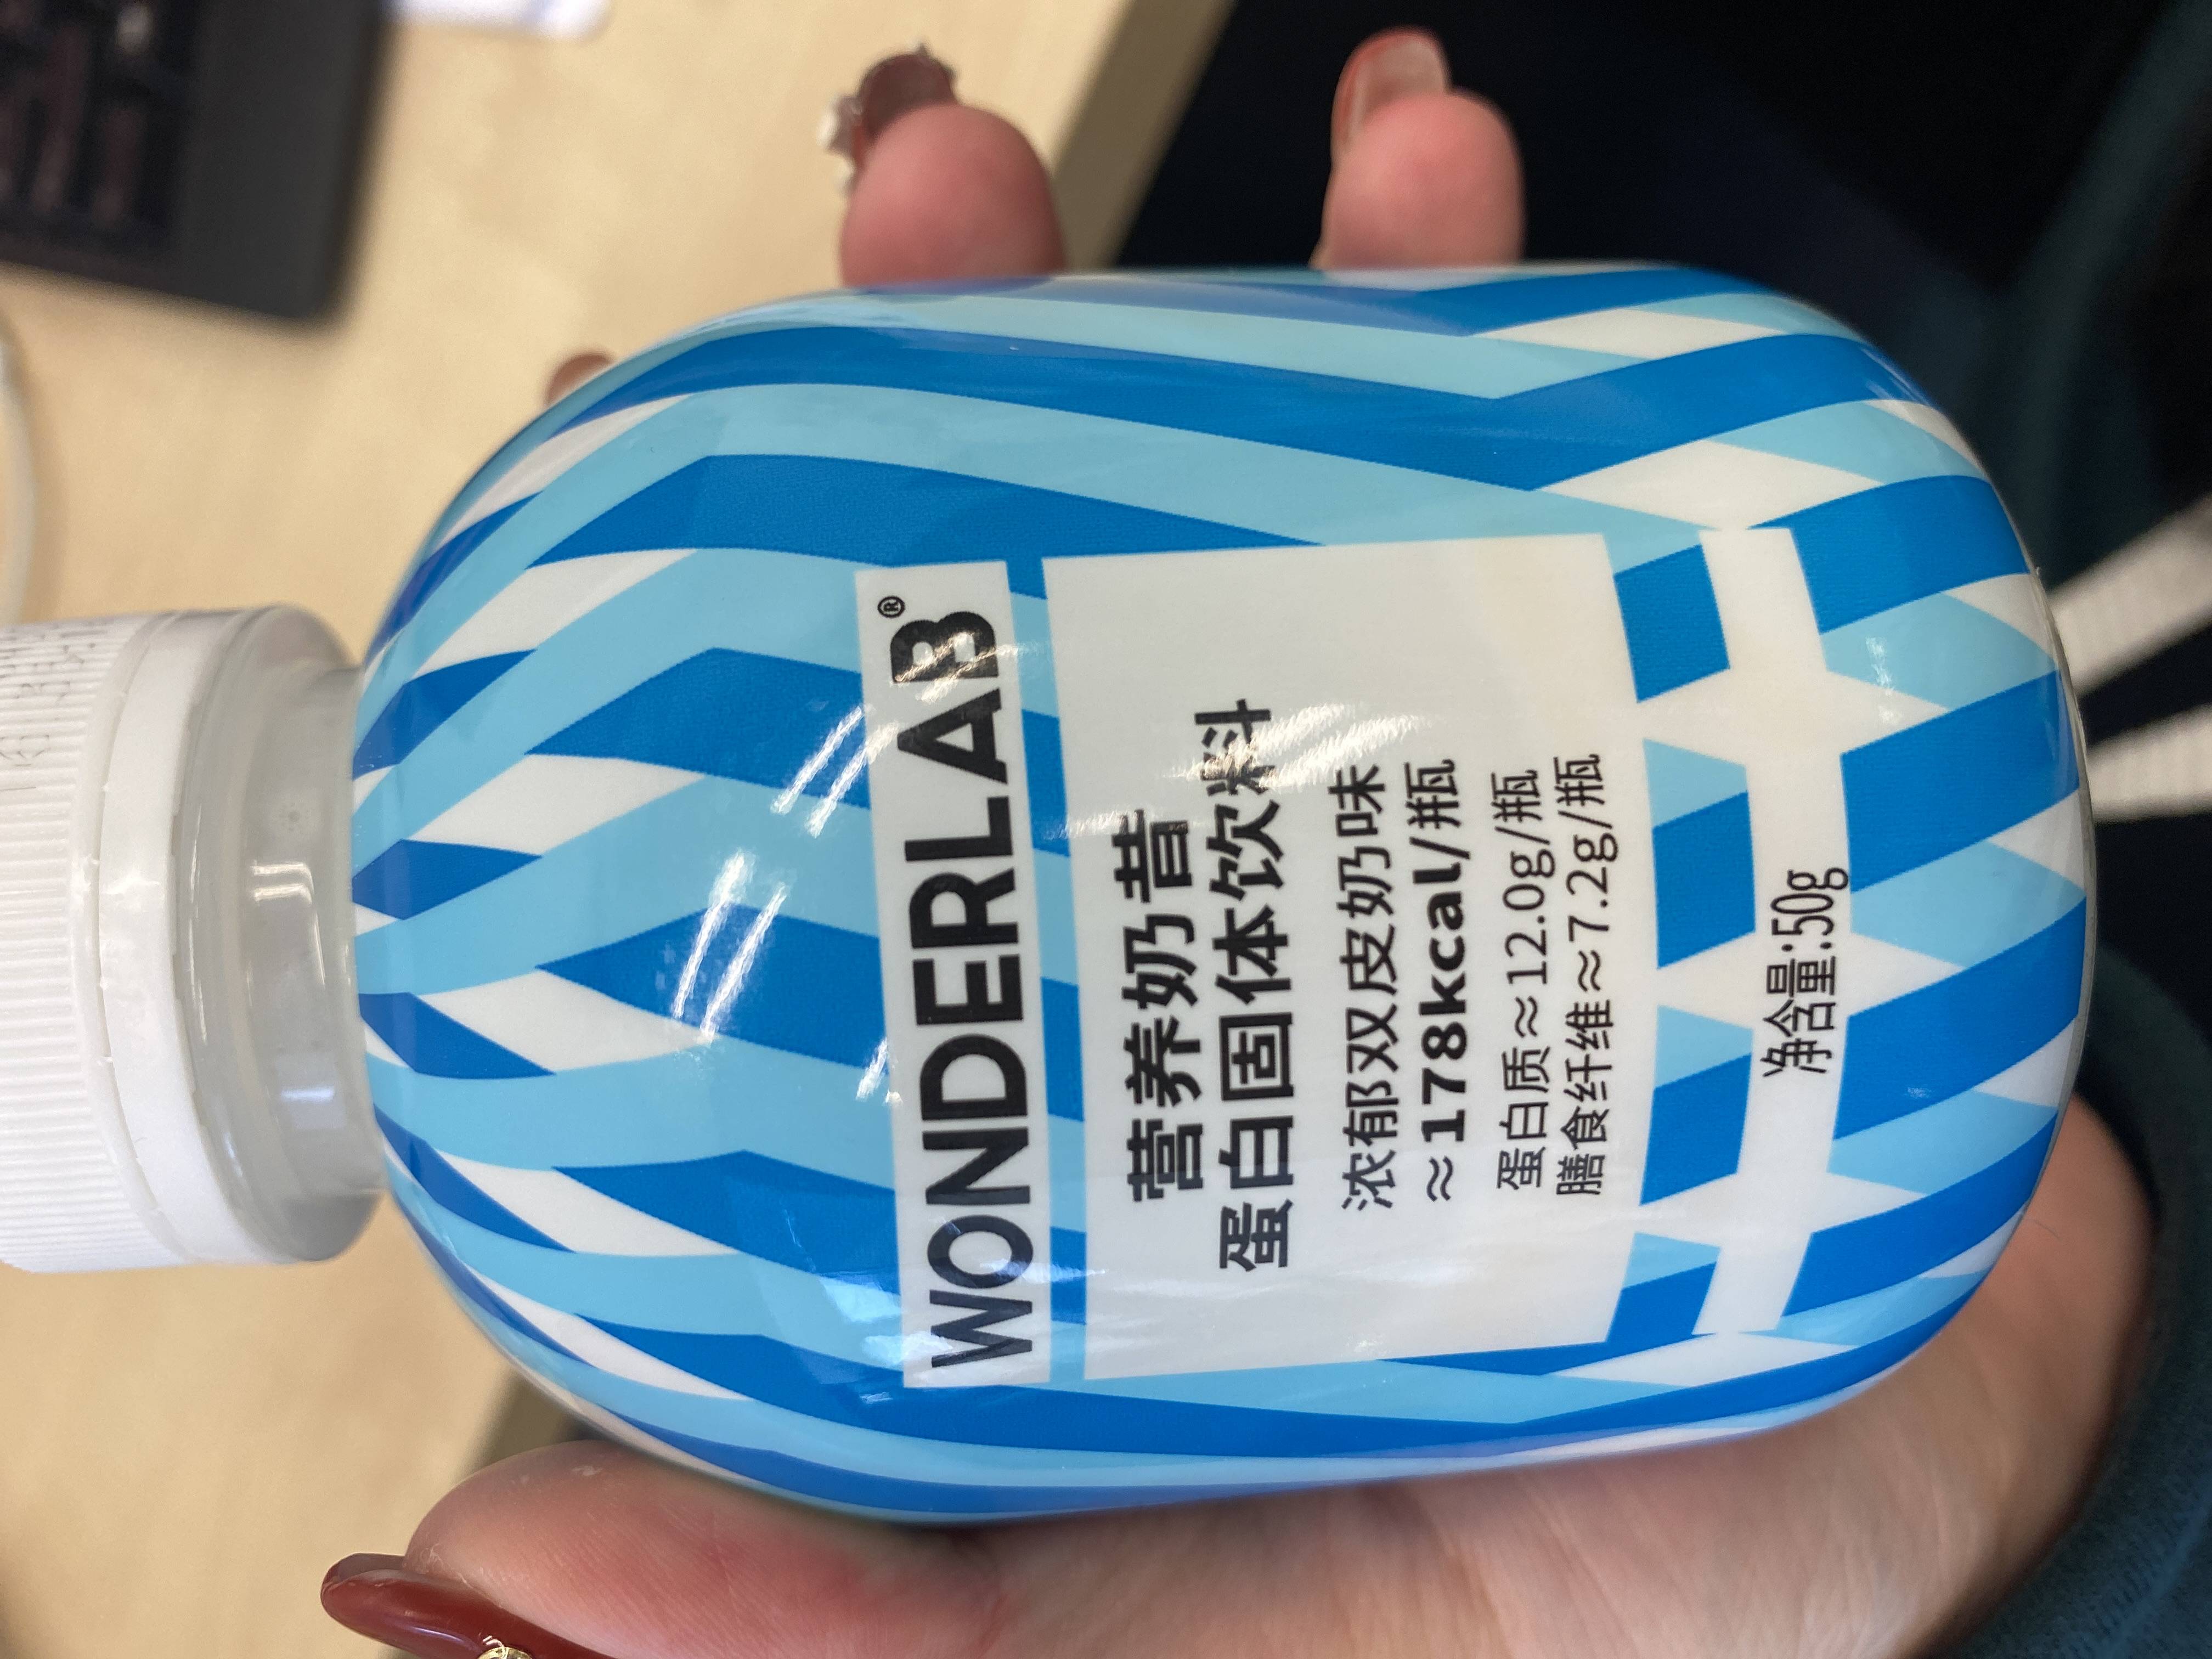 WONDERLAB®
营养奶昔
蛋白固体饮料
浓郁双皮奶味
≈178kcal/瓶
蛋白质≈12.0g/瓶
膳食纤维≈7.2g/瓶
净含量:50g